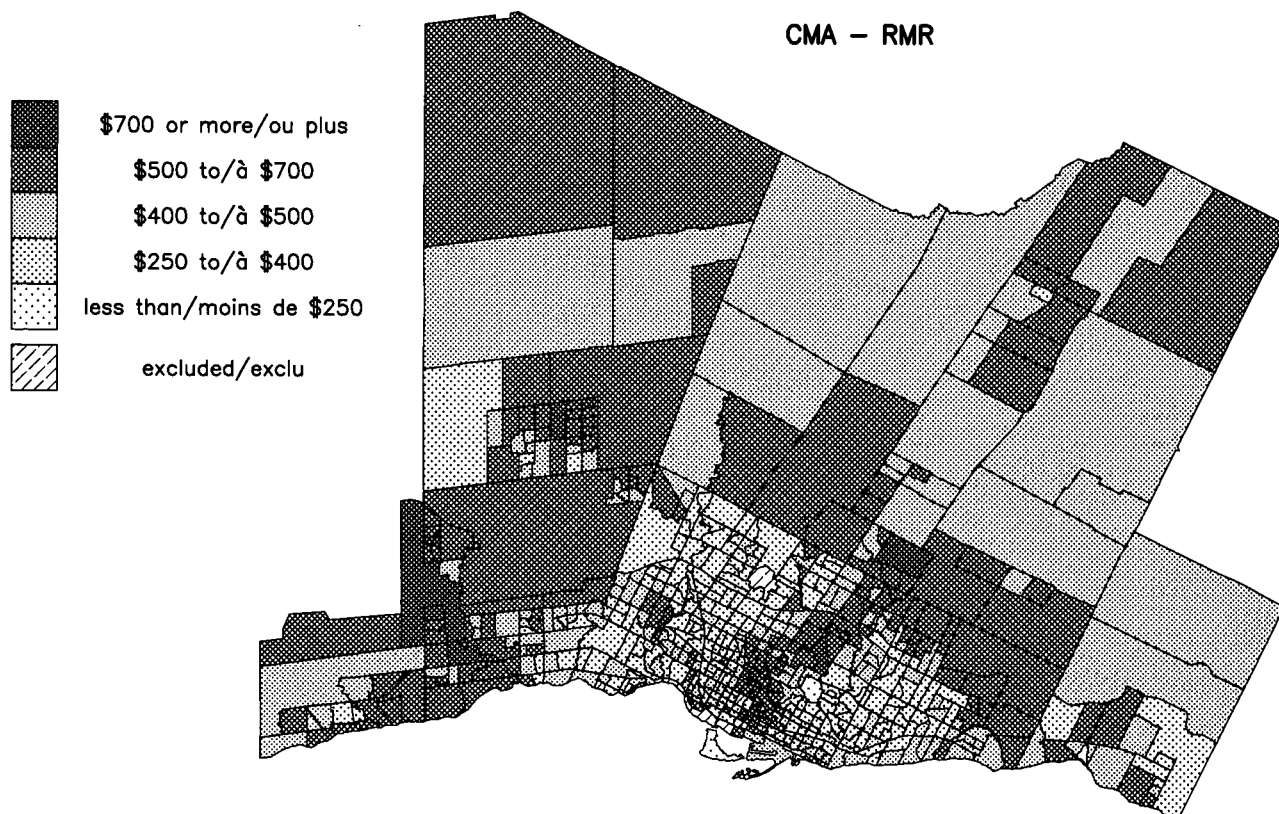 CMA – RMR
$700 or more/ou plus
$500 to/à $700
$400 to/à $500
$250 to/à $400
less than/moins de $250
excluded/exclu